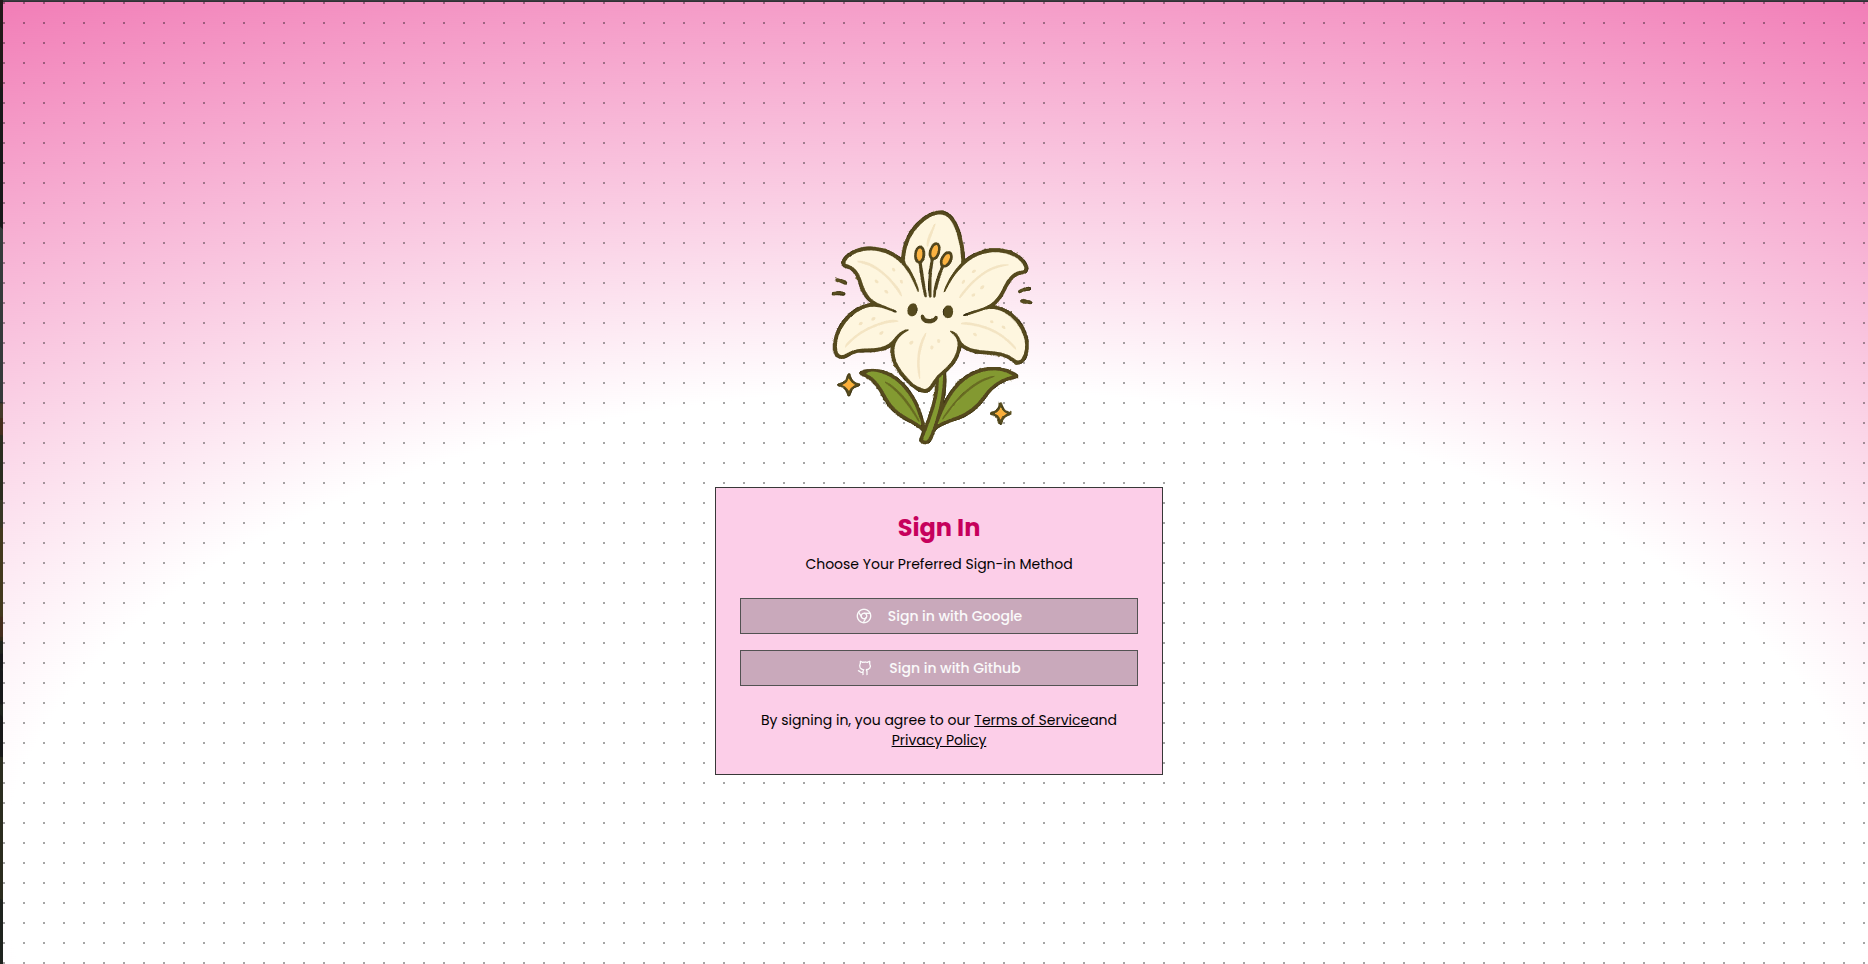 Sign In
Choose Your Preferred Sign-in Method
Sign in with Google
Sign in with Github
By signing in, you agree to our Terms of Serviceand
Privacy Policy